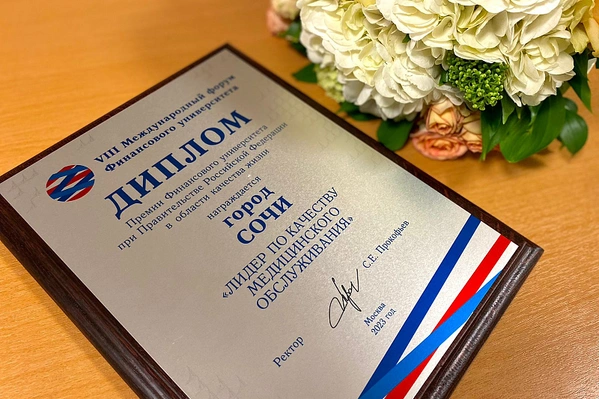 VIII Международный форум
Финансового университета
ДИПЛОМ
Премии Финансового университета
при Правительстве Российской Федерации
в области качества жизни
награждается
город
СОЧИ
«ЛИДЕР ПО КАЧЕСТВУ
МЕДИЦИНСКОГО
ОБСЛУЖИВАНИЯ»
Ректор С.Е. Прокофьев
Москва
2023 год